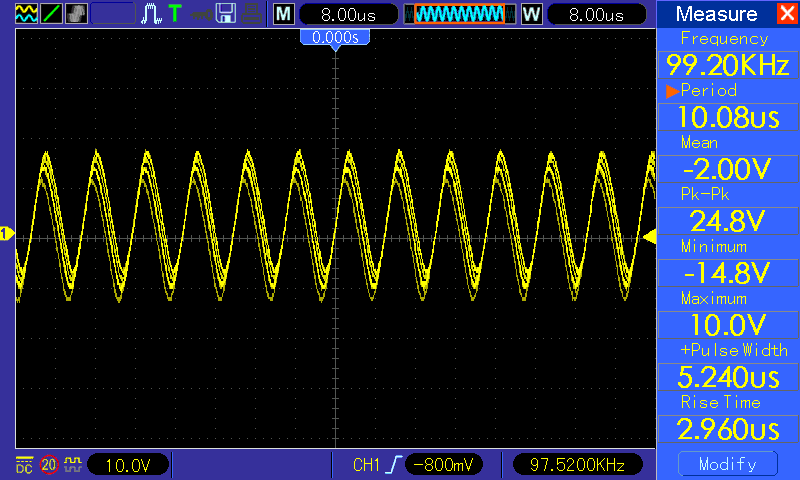 T M 8.00us W 8.00us Measure
0.000s
Frequency
99.20KHz
Period
10.08us
Mean
-2.00V
Pk-Pk
24.8V
Minimum
-14.8V
Maximum
10.0V
+Pulse Width
5.240us
Rise Time
2.960us
Modify
1
DC 20 10.0V CH1 -800mV 97.5200KHz